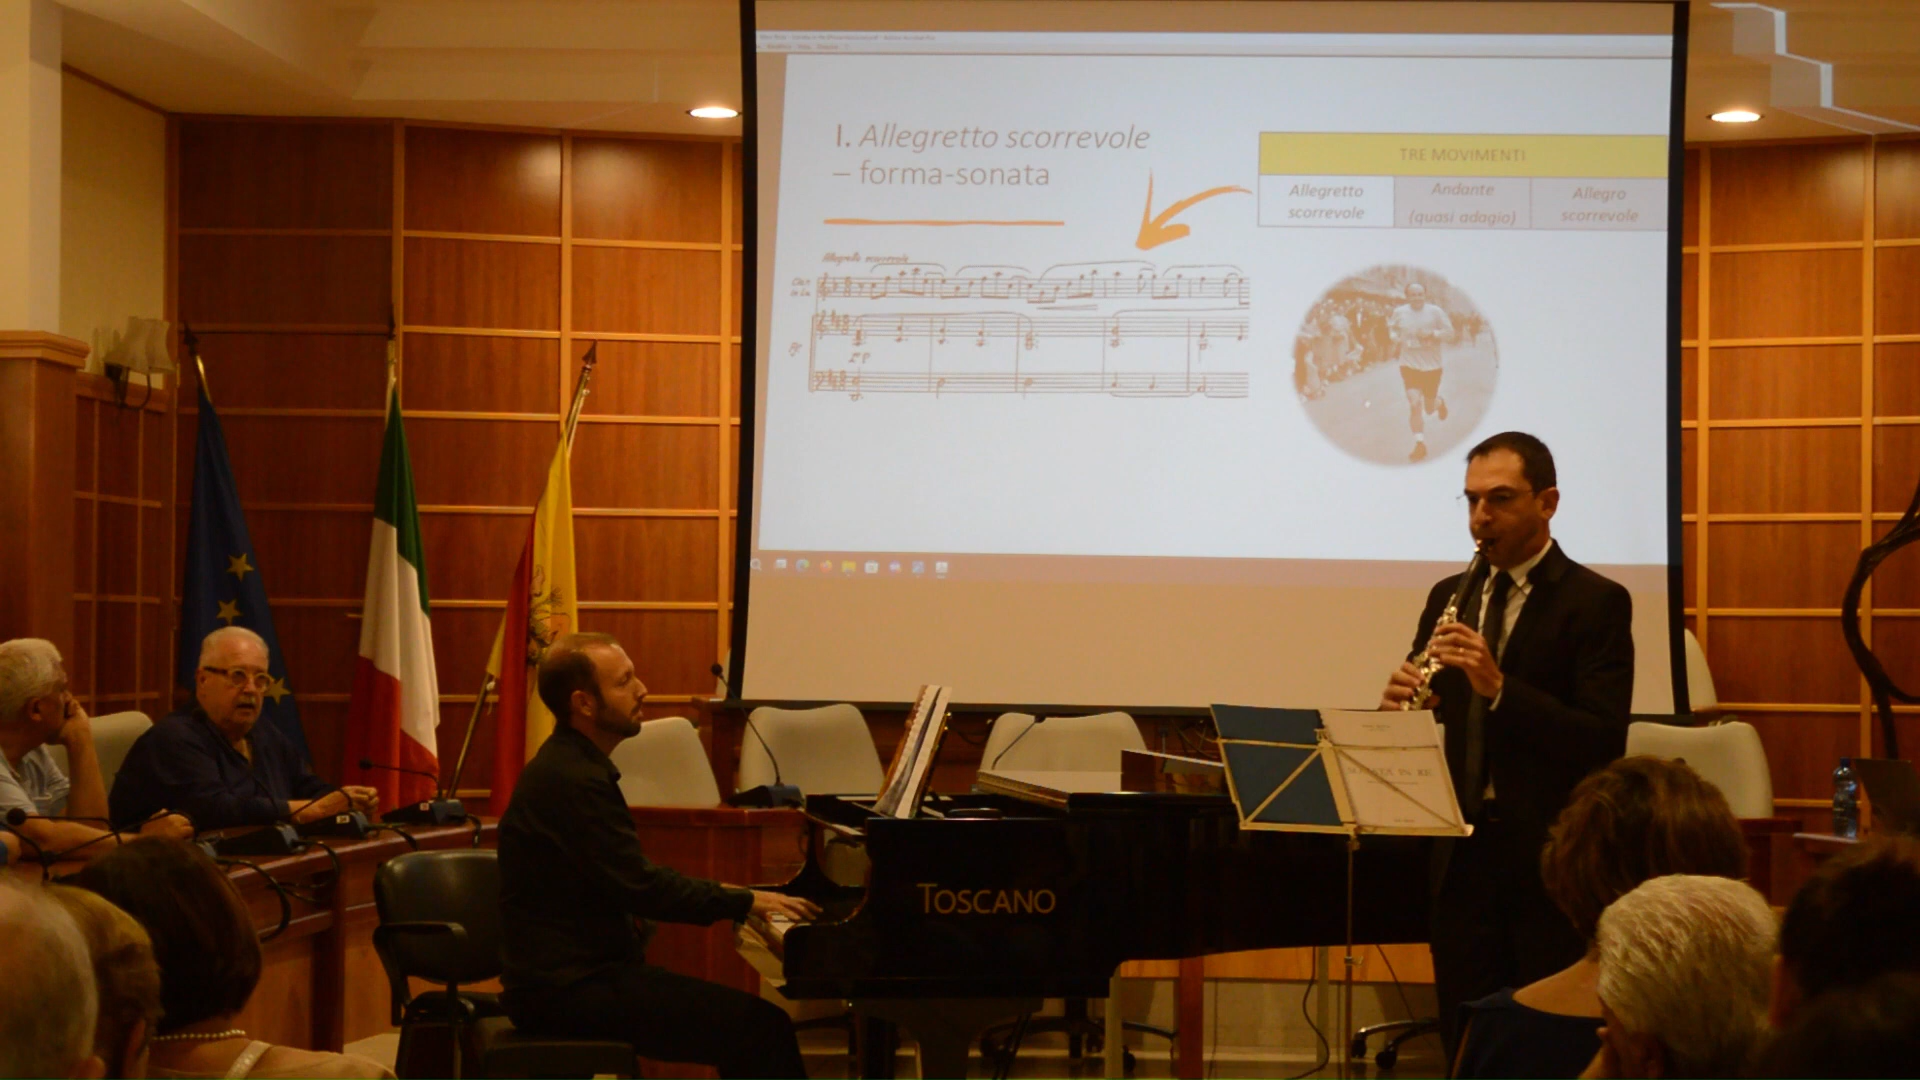 I. Allegretto scorrevole
– forma-sonata
TRE MOVIMENTI
Allegretto
scorrevole
Andante
(quasi adagio)
Allegro
scorrevole
Allegretto scorrevole
TOSCANO